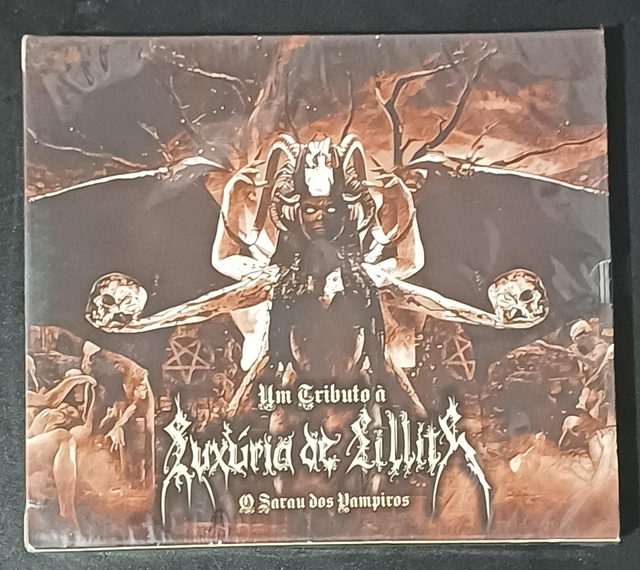 Um Tributo à
Luxúria de Lillith
O Sarau dos Vampiros